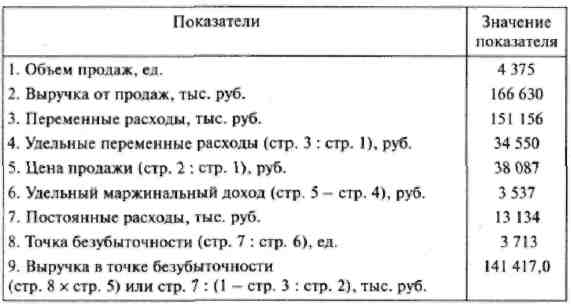 Показатели Значение
показателя
1. Объем продаж, ед. 4 375
2. Выручка от продаж, тыс. руб. 166 630
3. Переменные расходы, тыс. руб. 151 156
4. Удельные переменные расходы (стр. 3 : стр. 1), руб. 34 550
5. Цена продажи (стр. 2 : стр. 1), руб. 38 087
6. Удельный маржинальный доход (стр. 5 – стр. 4), руб. 3 537
7. Постоянные расходы, тыс. руб. 13 134
8. Точка безубыточности (стр. 7 : стр. 6), ед. 3 713
9. Выручка в точке безубыточности 141 417,0
(стр. 8 × стр. 5) или стр. 7 : (1 – стр. 3 : стр. 2), тыс. руб.